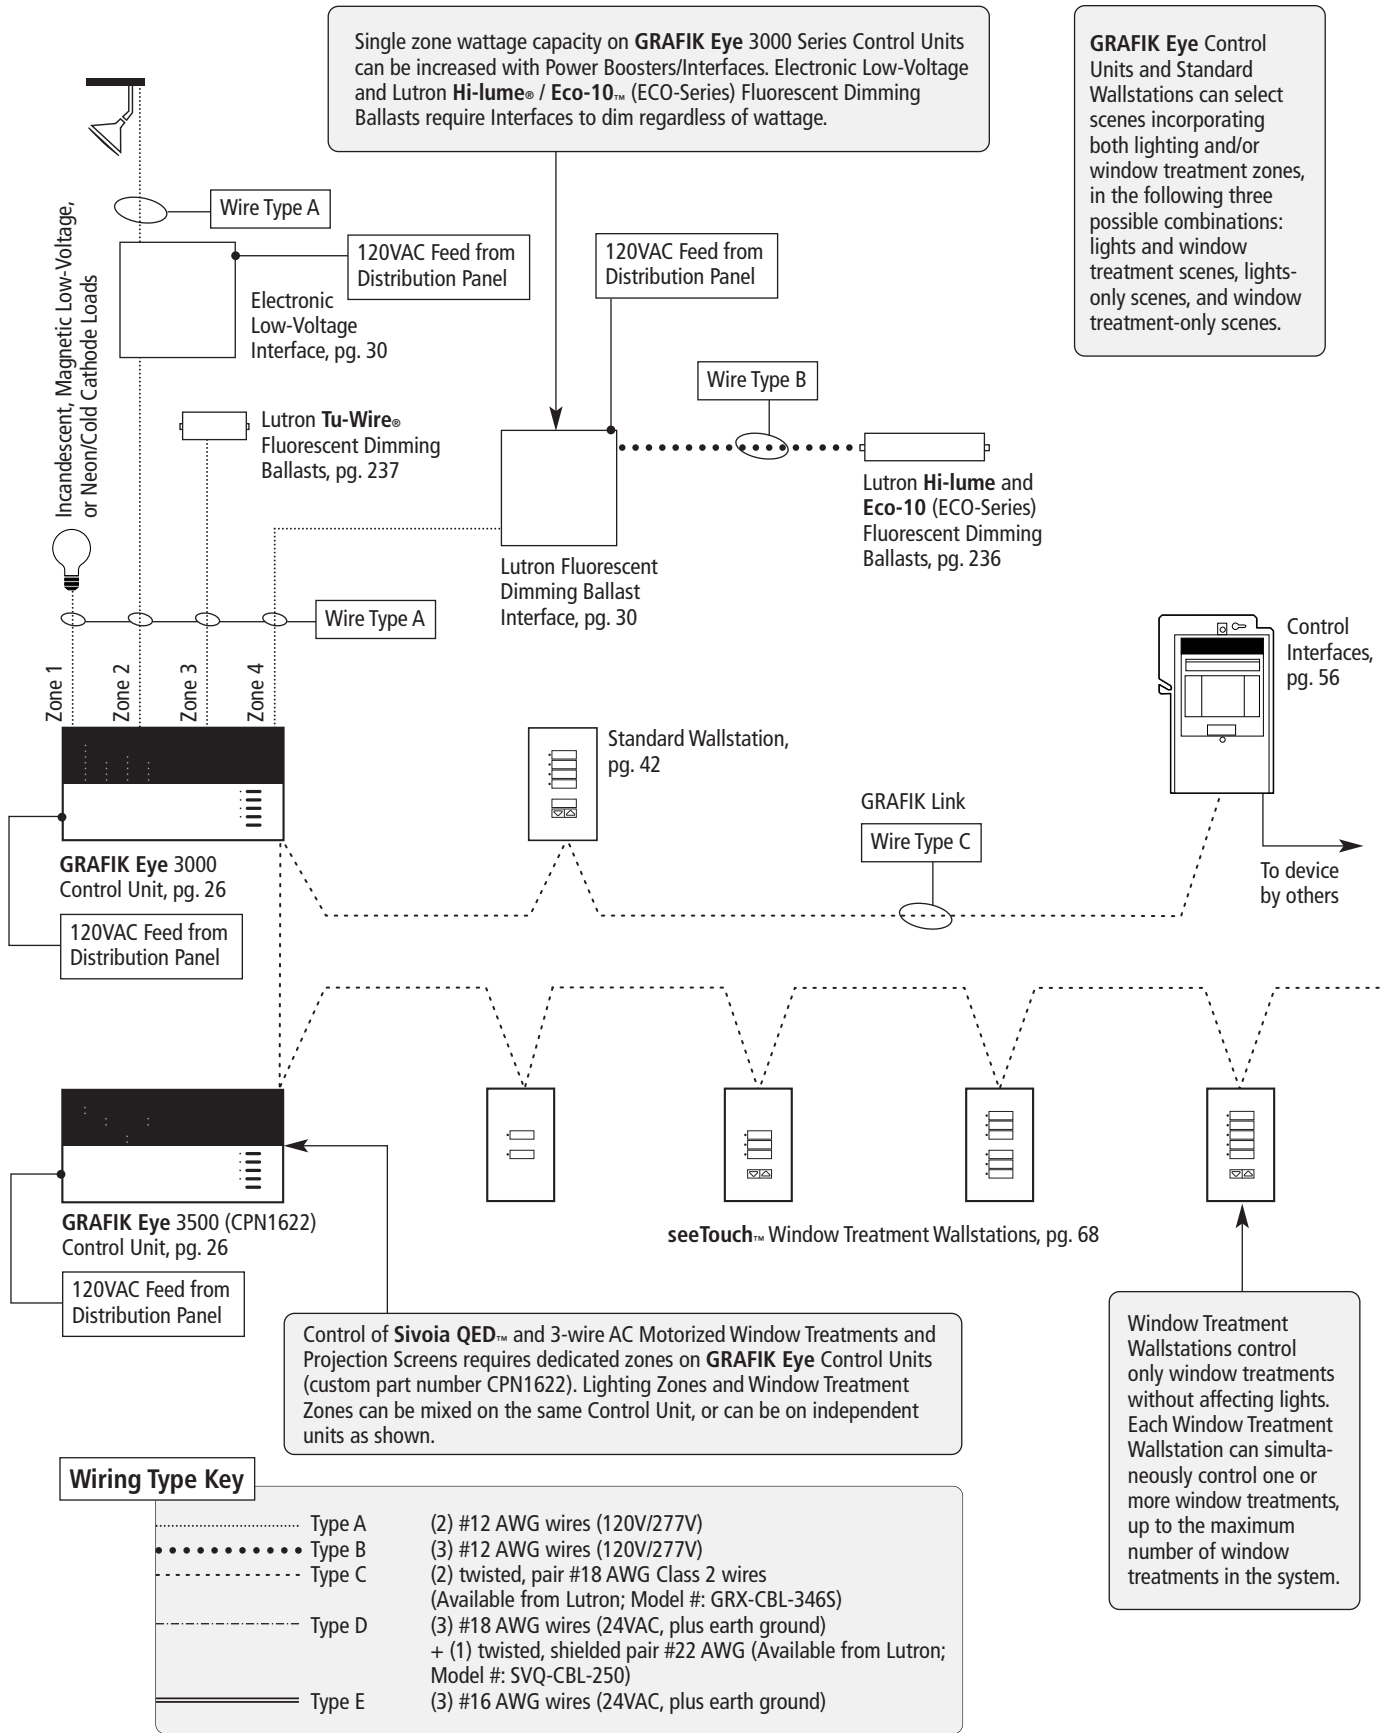 Single zone wattage capacity on GRAFIK Eye 3000 Series Control Units
can be increased with Power Boosters/Interfaces. Electronic Low-Voltage
and Lutron Hi-lume® / Eco-10™ (ECO-Series) Fluorescent Dimming
Ballasts require Interfaces to dim regardless of wattage.
GRAFIK Eye Control
Units and Standard
Wallstations can select
scenes incorporating
both lighting and/or
window treatment zones,
in the following three
possible combinations:
lights and window
treatment scenes, lights-
only scenes, and window
treatment-only scenes.
Incandescent, Magnetic Low-Voltage,
or Neon/Cold Cathode Loads
Wire Type A
120VAC Feed from
Distribution Panel
Electronic
Low-Voltage
Interface, pg. 30
120VAC Feed from
Distribution Panel
Wire Type B
Lutron Tu-Wire®
Fluorescent Dimming
Ballasts, pg. 237
Lutron Hi-lume and
Eco-10 (ECO-Series)
Fluorescent Dimming
Ballasts, pg. 236
Lutron Fluorescent
Dimming Ballast
Interface, pg. 30
Wire Type A
Zone 1
Zone 2
Zone 3
Zone 4
Control
Interfaces,
pg. 56
Standard Wallstation,
pg. 42
GRAFIK Link
Wire Type C
To device
by others
GRAFIK Eye 3000
Control Unit, pg. 26
120VAC Feed from
Distribution Panel
GRAFIK Eye 3500 (CPN1622)
Control Unit, pg. 26
120VAC Feed from
Distribution Panel
seeTouch™ Window Treatment Wallstations, pg. 68
Control of Sivoia QED™ and 3-wire AC Motorized Window Treatments and
Projection Screens requires dedicated zones on GRAFIK Eye Control Units
(custom part number CPN1622). Lighting Zones and Window Treatment
Zones can be mixed on the same Control Unit, or can be on independent
units as shown.
Window Treatment
Wallstations control
only window treatments
without affecting lights.
Each Window Treatment
Wallstation can simulta-
neously control one or
more window treatments,
up to the maximum
number of window
treatments in the system.
Wiring Type Key
Type A (2) #12 AWG wires (120V/277V)
Type B (3) #12 AWG wires (120V/277V)
Type C (2) twisted, pair #18 AWG Class 2 wires
(Available from Lutron; Model #: GRX-CBL-346S)
Type D (3) #18 AWG wires (24VAC, plus earth ground)
+ (1) twisted, shielded pair #22 AWG (Available from Lutron;
Model #: SVQ-CBL-250)
Type E (3) #16 AWG wires (24VAC, plus earth ground)